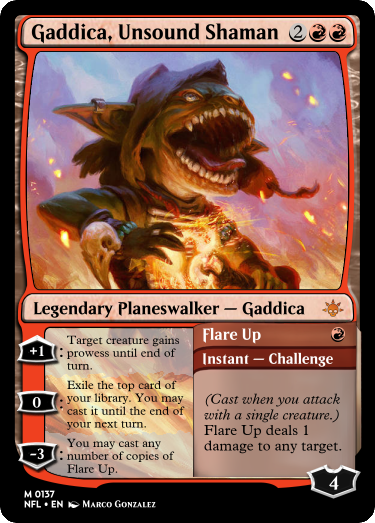 Gaddica, Unsound Shaman 2
Legendary Planeswalker — Gaddica
+1 : Target creature gains
prowess until end of
turn.
0 : Exile the top card of
your library. You may
cast it until the end of
your next turn.
-3 : You may cast any
number of copies of
Flare Up.
Flare Up
Instant — Challenge
(Cast when you attack
with a single creature.)
Flare Up deals 1
damage to any target.
4
M 0137
NFL • EN Marco Gonzalez